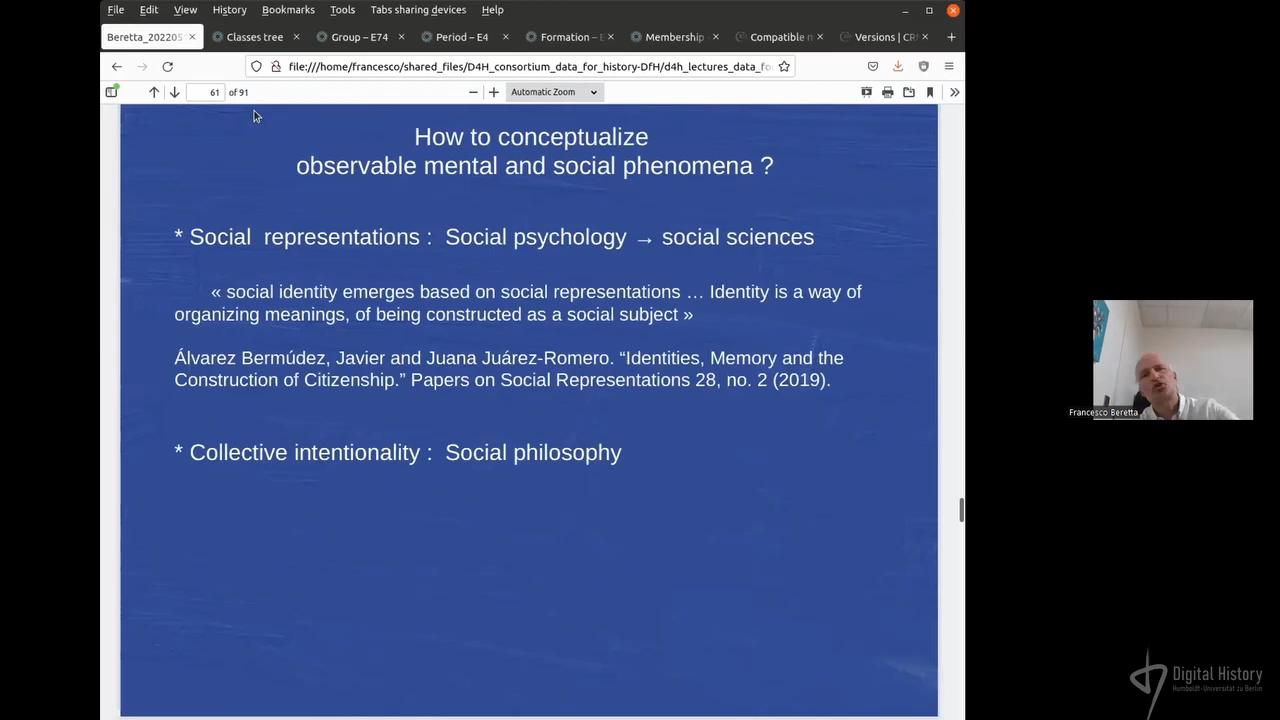 File Edit View History Bookmarks Tools Tabs sharing devices Help
Beretta_202205 Classes tree Group – E74 Period – E4 Formation – E Membership Compatible m Versions | CR
file:///home/francesco/shared_files/D4H_consortium_data_for_history-DfH/d4h_lectures_data_fo
61 of 91 Automatic Zoom
How to conceptualize
observable mental and social phenomena ?
* Social representations : Social psychology → social sciences
« social identity emerges based on social representations … Identity is a way of
organizing meanings, of being constructed as a social subject »
Álvarez Bermúdez, Javier and Juana Juárez-Romero. “Identities, Memory and the
Construction of Citizenship.” Papers on Social Representations 28, no. 2 (2019).
* Collective intentionality : Social philosophy
Francesco Beretta
Digital History
Humboldt-Universität zu Berlin